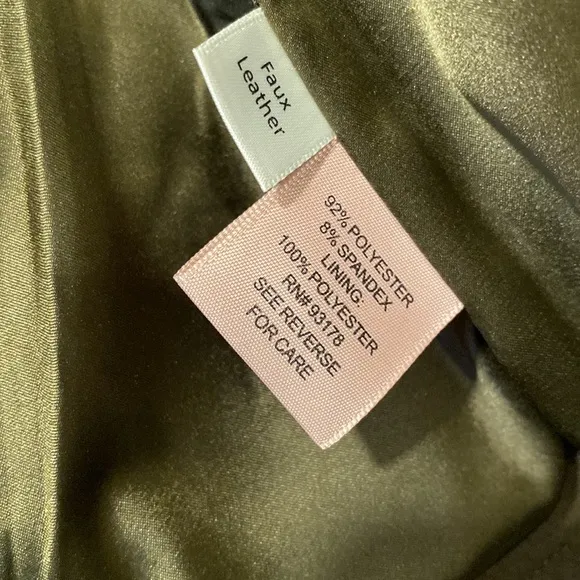 Faux
Leather
92% POLYESTER
8% SPANDEX
LINING:
100% POLYESTER
RN# 93178
SEE REVERSE
FOR CARE